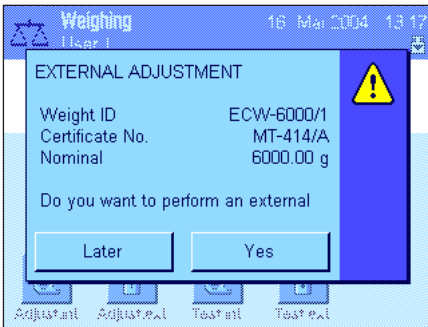 Weighing 16. Mai 2004 13:17
User 1
EXTERNAL ADJUSTMENT
Weight ID ECW-6000/1
Certificate No. MT-414/A
Nominal 6000.00 g
Do you want to perform an external
Later Yes
Adjust.int Adjust.ext Test int Test ext